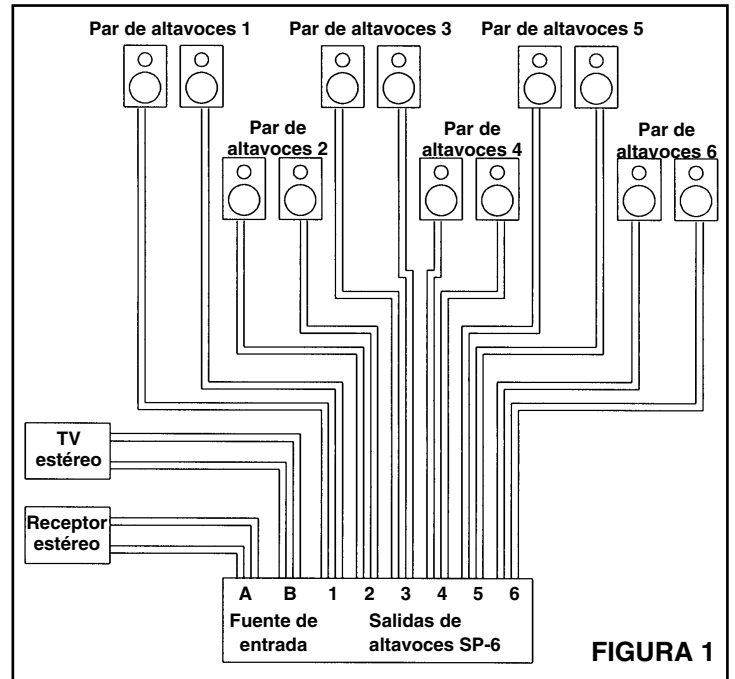 Par de altavoces 1
Par de altavoces 3
Par de altavoces 5
Par de
altavoces 2
Par de
altavoces 4
Par de
altavoces 6
TV
estéreo
Receptor
estéreo
A B 1 2 3 4 5 6
Fuente de
entrada
Salidas de
altavoces SP-6
FIGURA 1